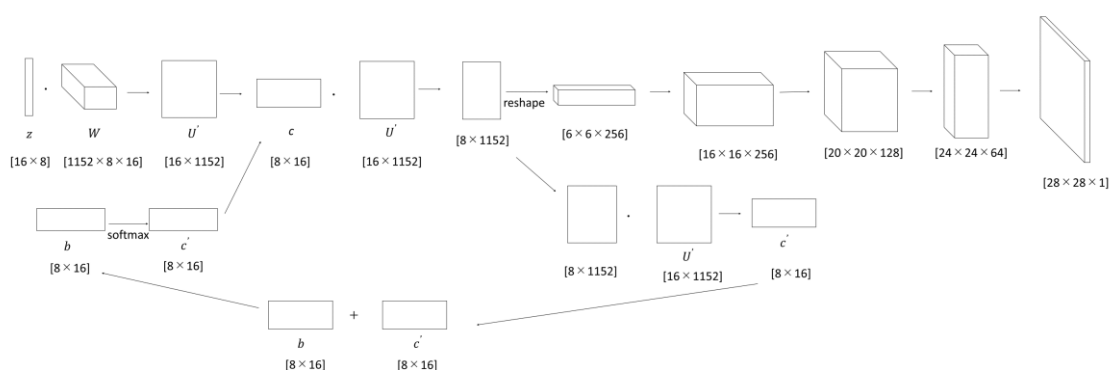 z · W U' c · U' reshape
[16×8] [1152×8×16] [16×1152] [8×16] [16×1152] [8×1152] [6×6×256] [16×16×256] [20×20×128] [24×24×64] [28×28×1]
b softmax c' · U' c'
[8×16] [8×16] [8×1152] [16×1152] [8×16]
b + c'
[8×16] [8×16]